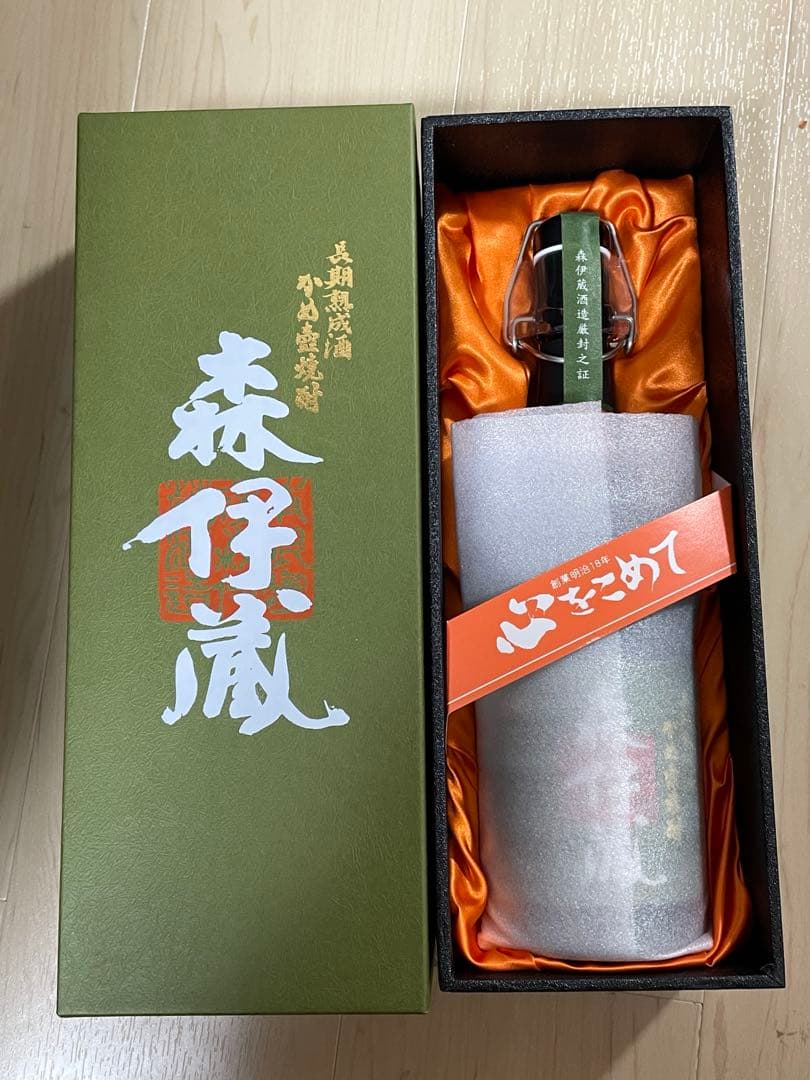 長期熟成酒
かめ壺焼酎
森伊蔵
森伊蔵酒造厳封之証
創業明治18年
心をこめて